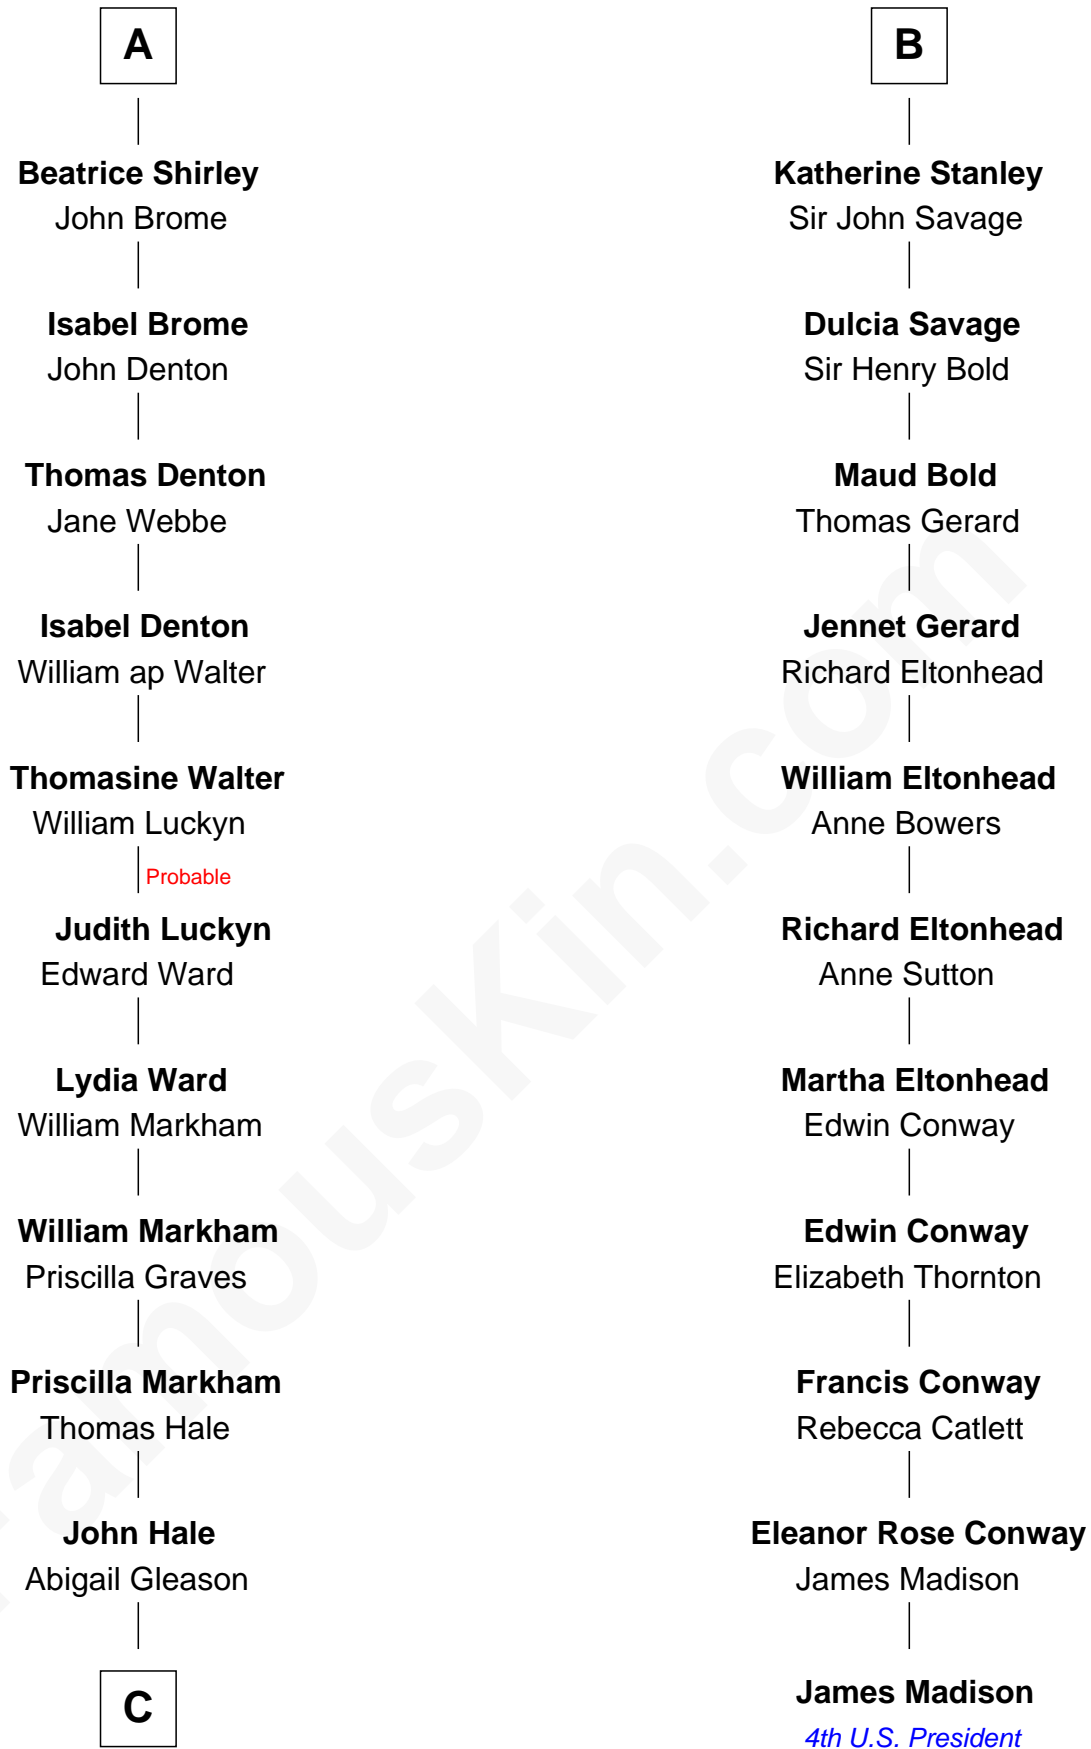 A
Beatrice Shirley
John Brome
Isabel Brome
John Denton
Thomas Denton
Jane Webbe
Isabel Denton
William ap Walter
Thomasine Walter
William Luckyn
Probable
Judith Luckyn
Edward Ward
Lydia Ward
William Markham
William Markham
Priscilla Graves
Priscilla Markham
Thomas Hale
John Hale
Abigail Gleason
C
B
Katherine Stanley
Sir John Savage
Dulcia Savage
Sir Henry Bold
Maud Bold
Thomas Gerard
Jennet Gerard
Richard Eltonhead
William Eltonhead
Anne Bowers
Richard Eltonhead
Anne Sutton
Martha Eltonhead
Edwin Conway
Edwin Conway
Elizabeth Thornton
Francis Conway
Rebecca Catlett
Eleanor Rose Conway
James Madison
James Madison
4th U.S. President
FamousKin.com